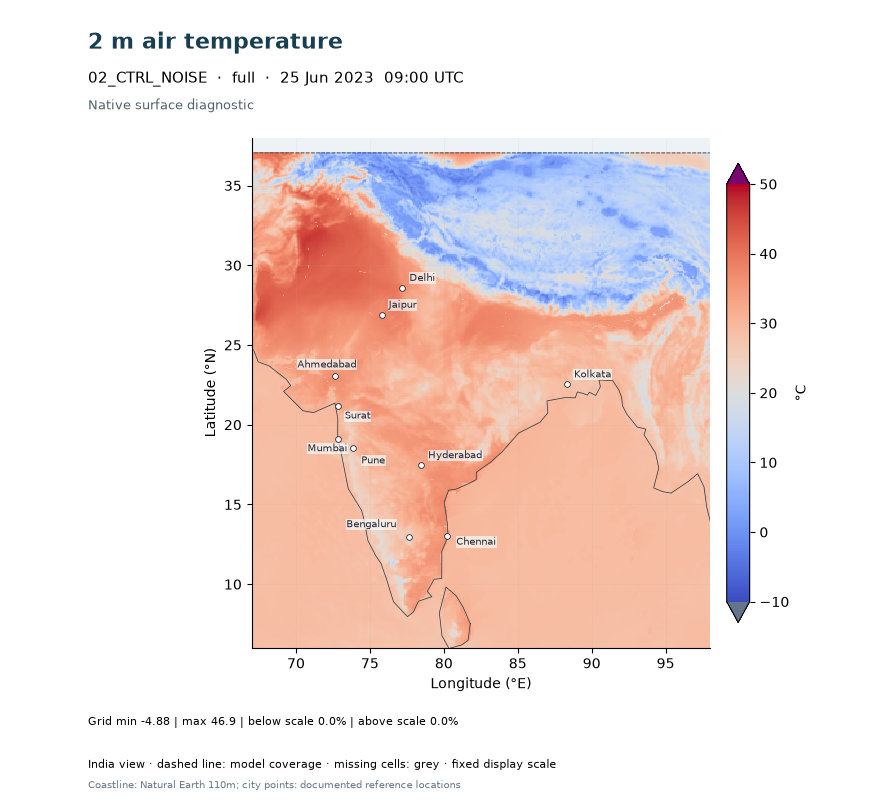 2 m air temperature
02_CTRL_NOISE · full · 25 Jun 2023 09:00 UTC
Native surface diagnostic
35
30
25
20
15
10
Latitude (°N)
Delhi
Jaipur
Ahmedabad
Surat
Kolkata
Mumbai
Pune
Hyderabad
Bengaluru
Chennai
70
75
80
85
90
95
Longitude (°E)
50
40
30
20
10
0
−10
°C
Grid min -4.88 | max 46.9 | below scale 0.0% | above scale 0.0%
India view · dashed line: model coverage · missing cells: grey · fixed display scale
Coastline: Natural Earth 110m; city points: documented reference locations